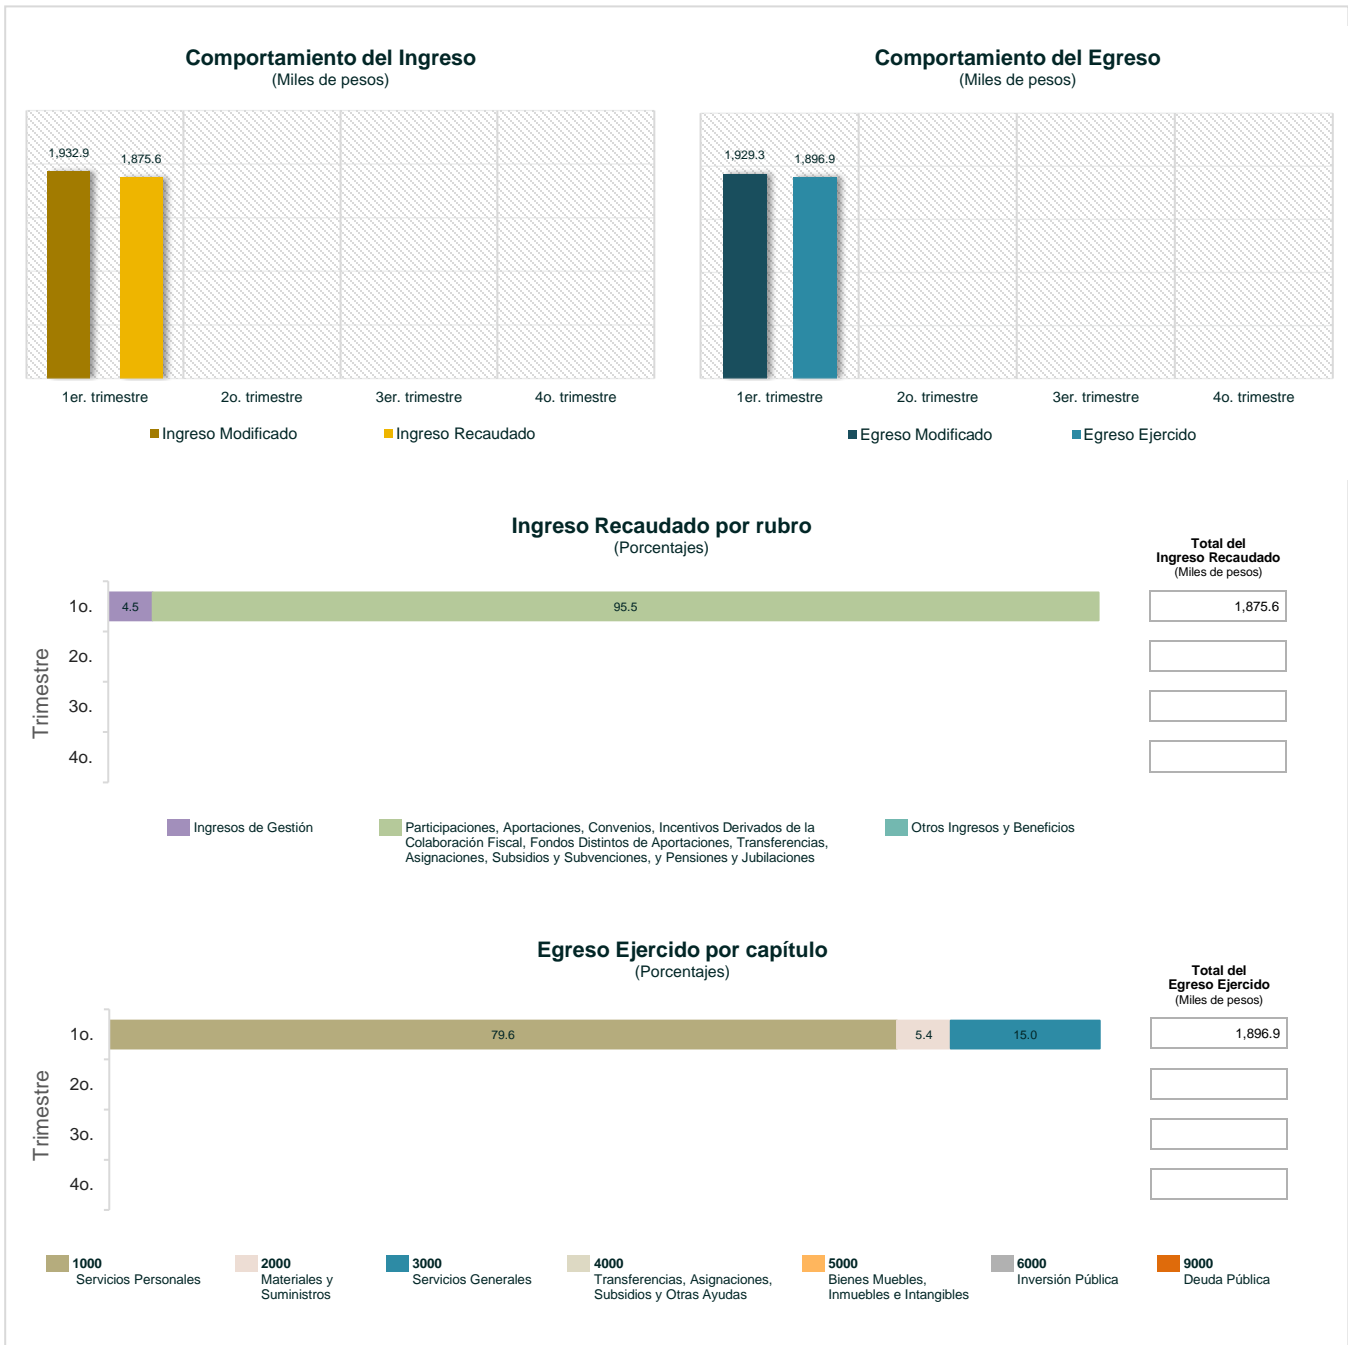 Comportamiento del Ingreso
(Miles de pesos)
1,932.9
1,875.6
1er. trimestre
2o. trimestre
3er. trimestre
4o. trimestre
Ingreso Modificado
Ingreso Recaudado
Comportamiento del Egreso
(Miles de pesos)
1,929.3
1,896.9
1er. trimestre
2o. trimestre
3er. trimestre
4o. trimestre
Egreso Modificado
Egreso Ejercido
Ingreso Recaudado por rubro
(Porcentajes)
Total del
Ingreso Recaudado
(Miles de pesos)
Trimestre
1o.
4.5
95.5
1,875.6
2o.
3o.
4o.
Ingresos de Gestión
Participaciones, Aportaciones, Convenios, Incentivos Derivados de la
Colaboración Fiscal, Fondos Distintos de Aportaciones, Transferencias,
Asignaciones, Subsidios y Subvenciones, y Pensiones y Jubilaciones
Otros Ingresos y Beneficios
Egreso Ejercido por capítulo
(Porcentajes)
Total del
Egreso Ejercido
(Miles de pesos)
Trimestre
1o.
79.6
5.4
15.0
1,896.9
2o.
3o.
4o.
1000
Servicios Personales
2000
Materiales y
Suministros
3000
Servicios Generales
4000
Transferencias, Asignaciones,
Subsidios y Otras Ayudas
5000
Bienes Muebles,
Inmuebles e Intangibles
6000
Inversión Pública
9000
Deuda Pública